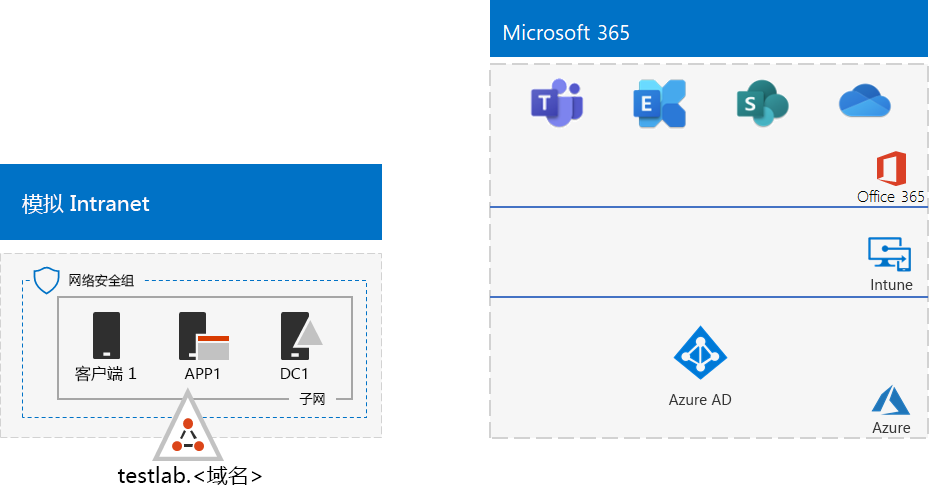 Microsoft 365
T
E
S
Office 365
Intune
Azure AD
Azure
模拟 Intranet
网络安全组
客户端 1
APP1
DC1
子网
testlab.<域名>